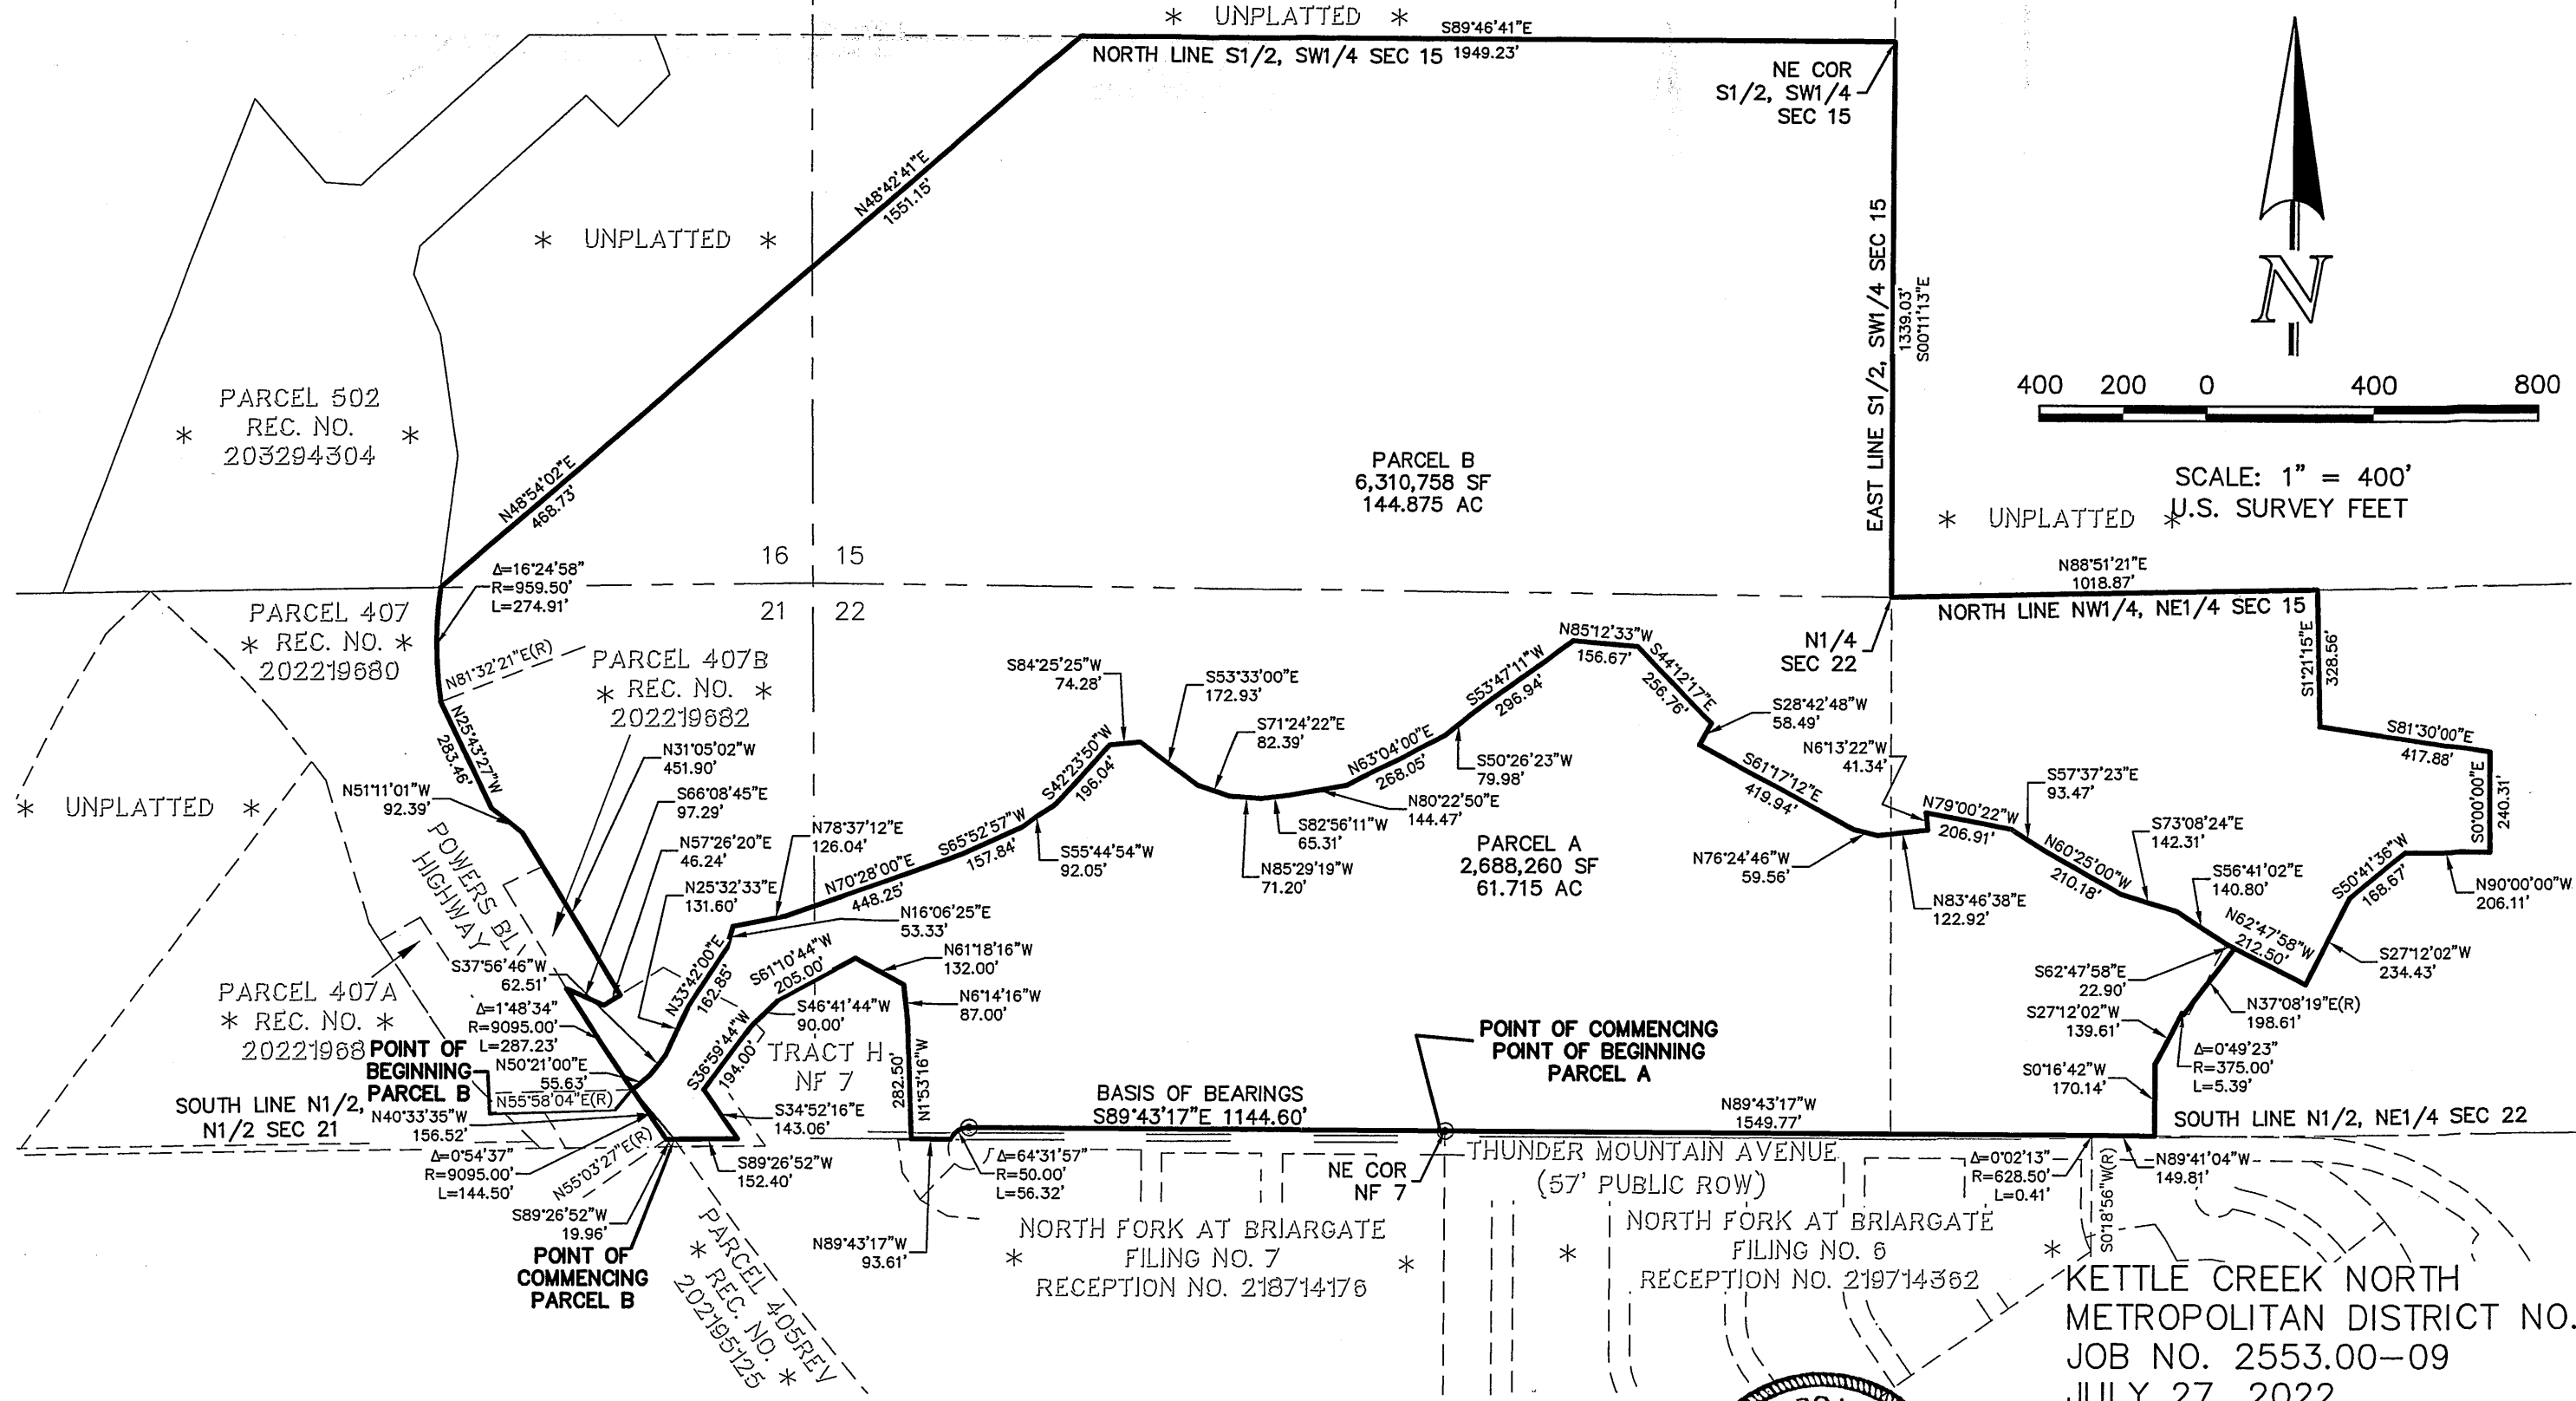 * UNPLATTED *
S89°46'41"E
NORTH LINE S1/2, SW1/4 SEC 15 1949.23'
NE COR
S1/2, SW1/4
SEC 15
N48°42'41"E
1551.15'
* UNPLATTED *
EAST LINE S1/2, SW1/4 SEC 15
1339.03'
S00°11'13"E
N
400 200 0 400 800
SCALE: 1" = 400'
U.S. SURVEY FEET
* UNPLATTED *
PARCEL 502
* REC. NO. *
203294304
N48°54'02"E
468.73'
PARCEL B
6,310,758 SF
144.875 AC
16 15
21 22
Δ=16°24'58"
R=959.50'
L=274.91'
N88°51'21"E
1018.87'
NORTH LINE NW1/4, NE1/4 SEC 15
N1/4
SEC 22
S1°21'15"E
328.56'
PARCEL 407
* REC. NO. *
202219680
N81°32'21"E(R)
PARCEL 407B
* REC. NO. *
202219682
N25°43'27"W
283.46'
N31°05'02"W
451.90'
N51°11'01"W
92.39'
S66°08'45"E
97.29'
N57°26'20"E
46.24'
N25°32'33"E
131.60'
* UNPLATTED *
POWERS BLVD
HIGHWAY
N78°37'12"E
126.04'
N70°28'00"E
448.25'
S65°52'57"W
157.84'
S42°23'50"W
196.04'
S55°44'54"W
92.05'
S84°25'25"W
74.28'
S53°33'00"E
172.93'
S71°24'22"E
82.39'
N85°29'19"W
71.20'
S82°56'11"W
65.31'
N80°22'50"E
144.47'
N63°04'00"E
268.05'
S50°26'23"W
79.98'
S53°47'11"W
296.94'
N85°12'33"W
156.67'
S44°12'17"E
256.76'
S28°42'48"W
58.49'
S61°17'12"E
419.94'
N76°24'46"W
59.56'
N83°46'38"E
122.92'
N6°13'22"W
41.34'
N79°00'22"W
206.91'
S57°37'23"E
93.47'
N60°25'00"W
210.18'
S73°08'24"E
142.31'
S56°41'02"E
140.80'
N62°47'58"W
212.50'
S81°30'00"E
417.88'
S0°00'00"E
240.31'
N90°00'00"W
206.11'
S50°41'36"W
168.67'
S27°12'02"W
234.43'
S62°47'58"E
22.90'
N37°08'19"E(R)
198.61'
S27°12'02"W
139.61'
Δ=0°49'23"
R=375.00'
L=5.39'
S0°16'42"W
170.14'
PARCEL A
2,688,260 SF
61.715 AC
N16°06'25"E
53.33'
N33°42'00"E
162.85'
S61°10'44"W
205.00'
N61°18'16"W
132.00'
N6°14'16"W
87.00'
S46°41'44"W
90.00'
S36°59'44"W
194.00'
TRACT H
NF 7
282.50'
N1°53'16"W
S34°52'16"E
143.06'
S37°56'46"W
62.51'
Δ=1°48'34"
R=9095.00'
L=287.23'
N50°21'00"E
55.63'
N55°58'04"E(R)
PARCEL 407A
* REC. NO. *
20221968
POINT OF
BEGINNING
PARCEL B
SOUTH LINE N1/2,
N1/2 SEC 21
N40°33'35"W
156.52'
Δ=0°54'37"
R=9095.00'
L=144.50'
N55°03'27"E(R)
S89°26'52"W
152.40'
S89°26'52"W
19.96'
POINT OF
COMMENCING
PARCEL B
PARCEL 405REV
* REC. NO. *
202195125
BASIS OF BEARINGS
S89°43'17"E 1144.60'
POINT OF COMMENCING
POINT OF BEGINNING
PARCEL A
N89°43'17"W
1549.77'
SOUTH LINE N1/2, NE1/4 SEC 22
Δ=64°31'57"
R=50.00'
L=56.32'
N89°43'17"W
93.61'
NE COR
NF 7
THUNDER MOUNTAIN AVENUE
(57' PUBLIC ROW)
Δ=0°02'13"
R=628.50'
L=0.41'
S0°18'56"W(R)
N89°41'04"W
149.81'
NORTH FORK AT BRIARGATE
* FILING NO. 7 *
RECEPTION NO. 218714176
NORTH FORK AT BRIARGATE
* FILING NO. 6 *
RECEPTION NO. 219714362
KETTLE CREEK NORTH
METROPOLITAN DISTRICT NO.
JOB NO. 2553.00-09
JULY 27, 2022